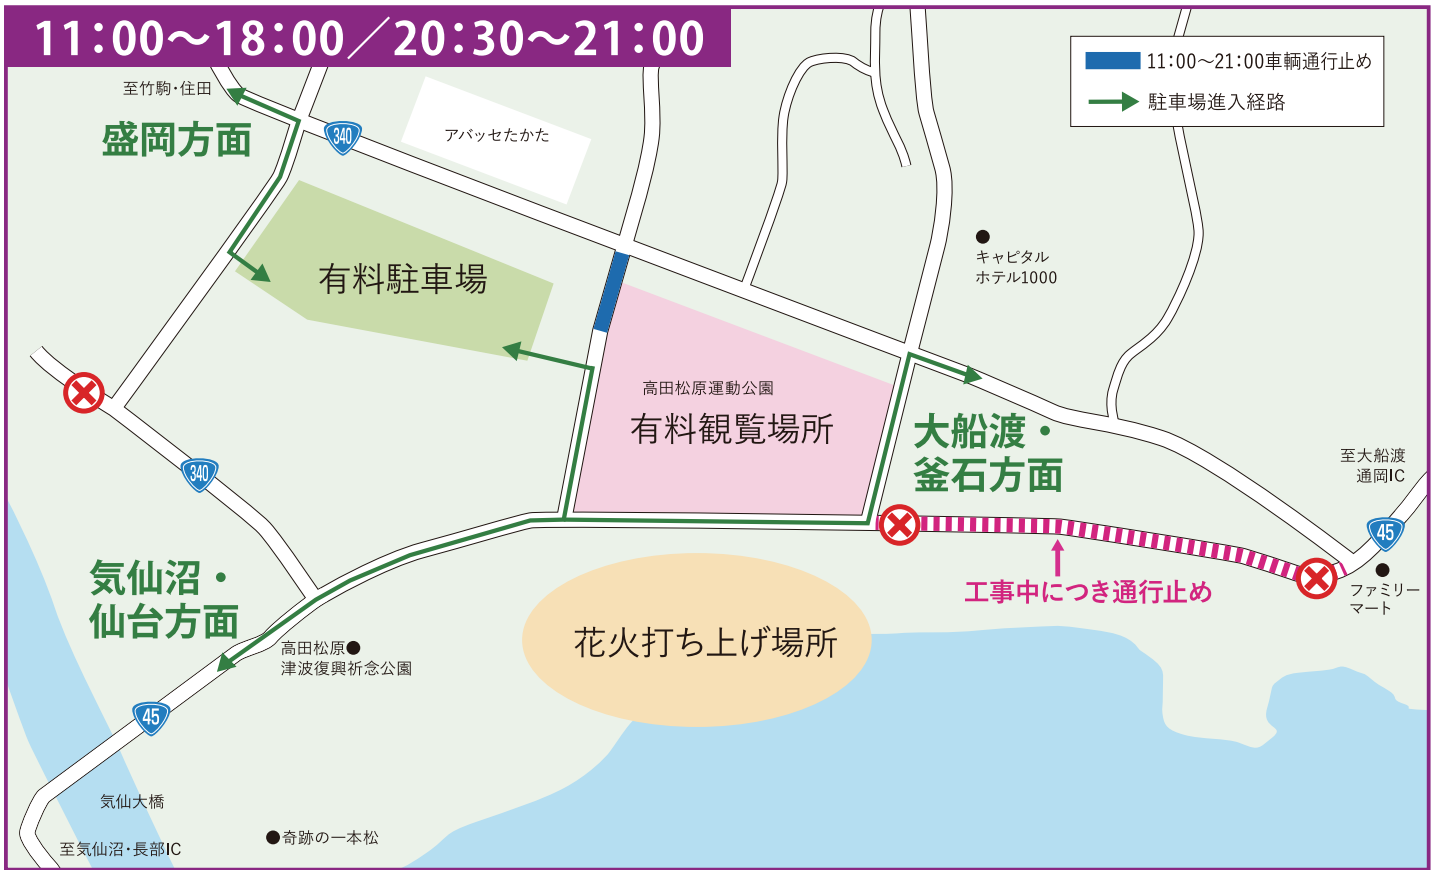 11：00～18：00／20：30～21：00
11：00～21：00車輌通行止め
駐車場進入経路
至竹駒・住田
盛岡方面
340
アバッセたかた
有料駐車場
キャピタル
ホテル1000
高田松原運動公園
有料観覧場所
大船渡・
釜石方面
至大船渡
通岡IC
340
45
気仙沼・
仙台方面
工事中につき通行止め
ファミリー
マート
花火打ち上げ場所
高田松原
津波復興祈念公園
45
気仙大橋
奇跡の一本松
至気仙沼・長部IC